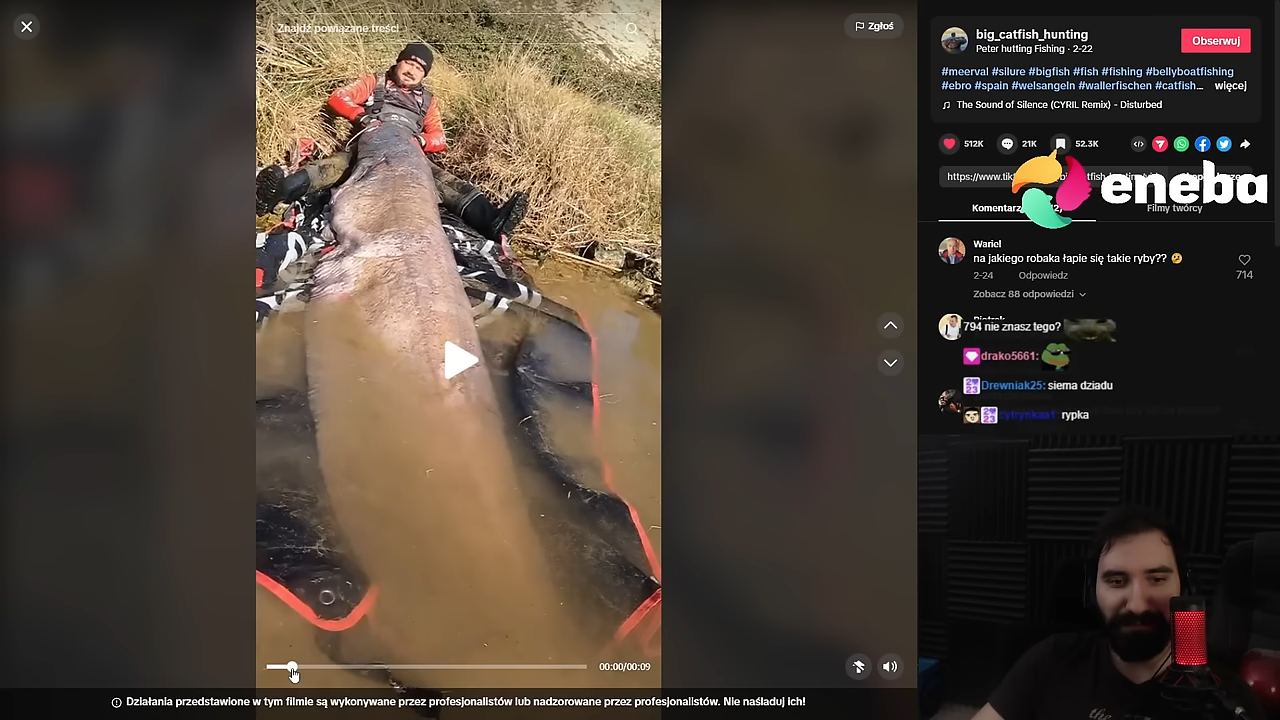 Znajdź powiązane treści
Zgłoś
00:00/00:09
Działania przedstawione w tym filmie są wykonywane przez profesjonalistów lub nadzorowane przez profesjonalistów. Nie naśladuj ich!
big_catfish_hunting
Peter hutting Fishing · 2-22
Obserwuj
#meerval #silure #bigfish #fish #fishing #bellyboatfishing
#ebro #spain #welsangeln #wallerfischen #catfish... więcej
The Sound of Silence (CYRIL Remix) - Disturbed
512K 21K 52.3K
https://www.tik
eneba
Filmy twórcy
Wariel
na jakiego robaka łapie się takie ryby??
2-24 Odpowiedz
714
Zobacz 88 odpowiedzi
794 nie znasz tego?
drako5661:
Drewniak25: siema dziadu
rypka